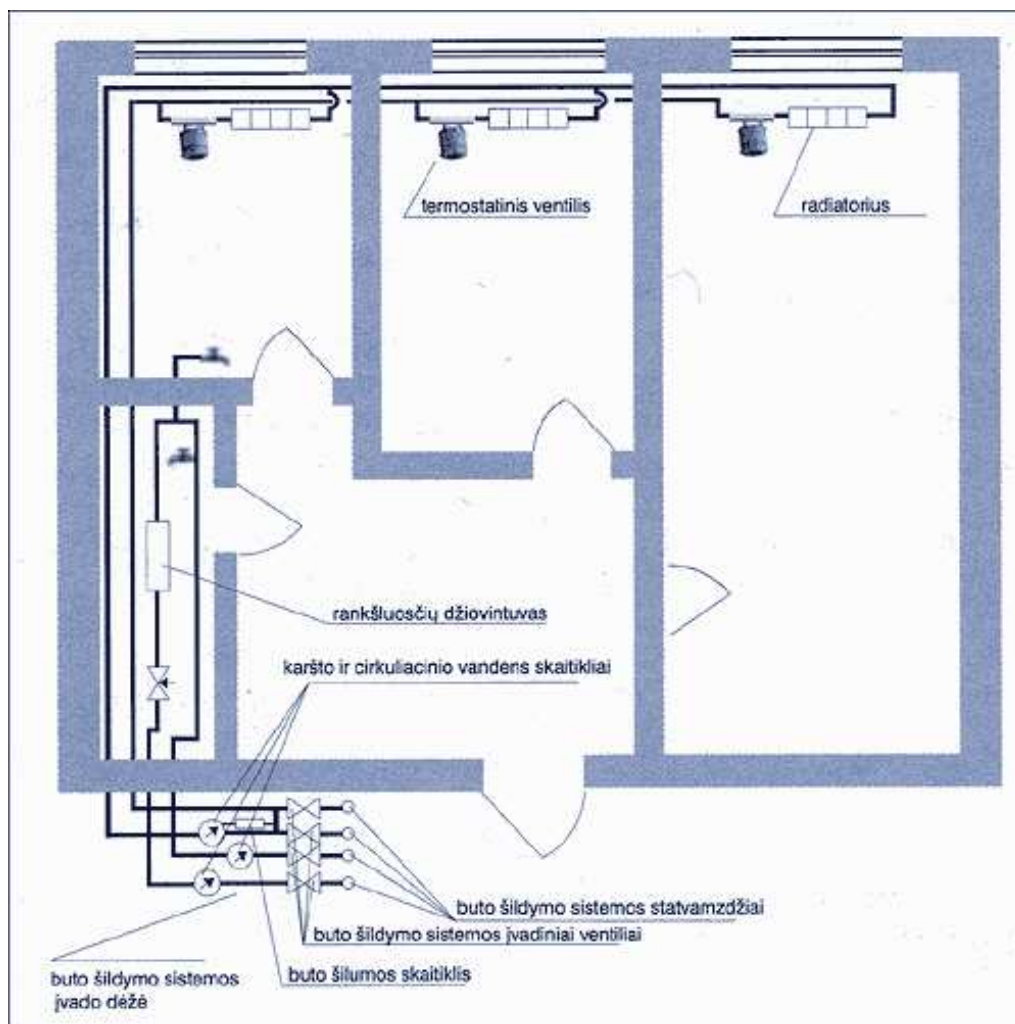 termostatinis ventilis
radiatorius
rankšluosčių džiovintuvas
karšto ir cirkuliacinio vandens skaitikliai
buto šildymo sistemos statvamzdžiai
buto šildymo sistemos įvadiniai ventiliai
buto šilumos skaitiklis
buto šildymo sistemos
įvado dėžė